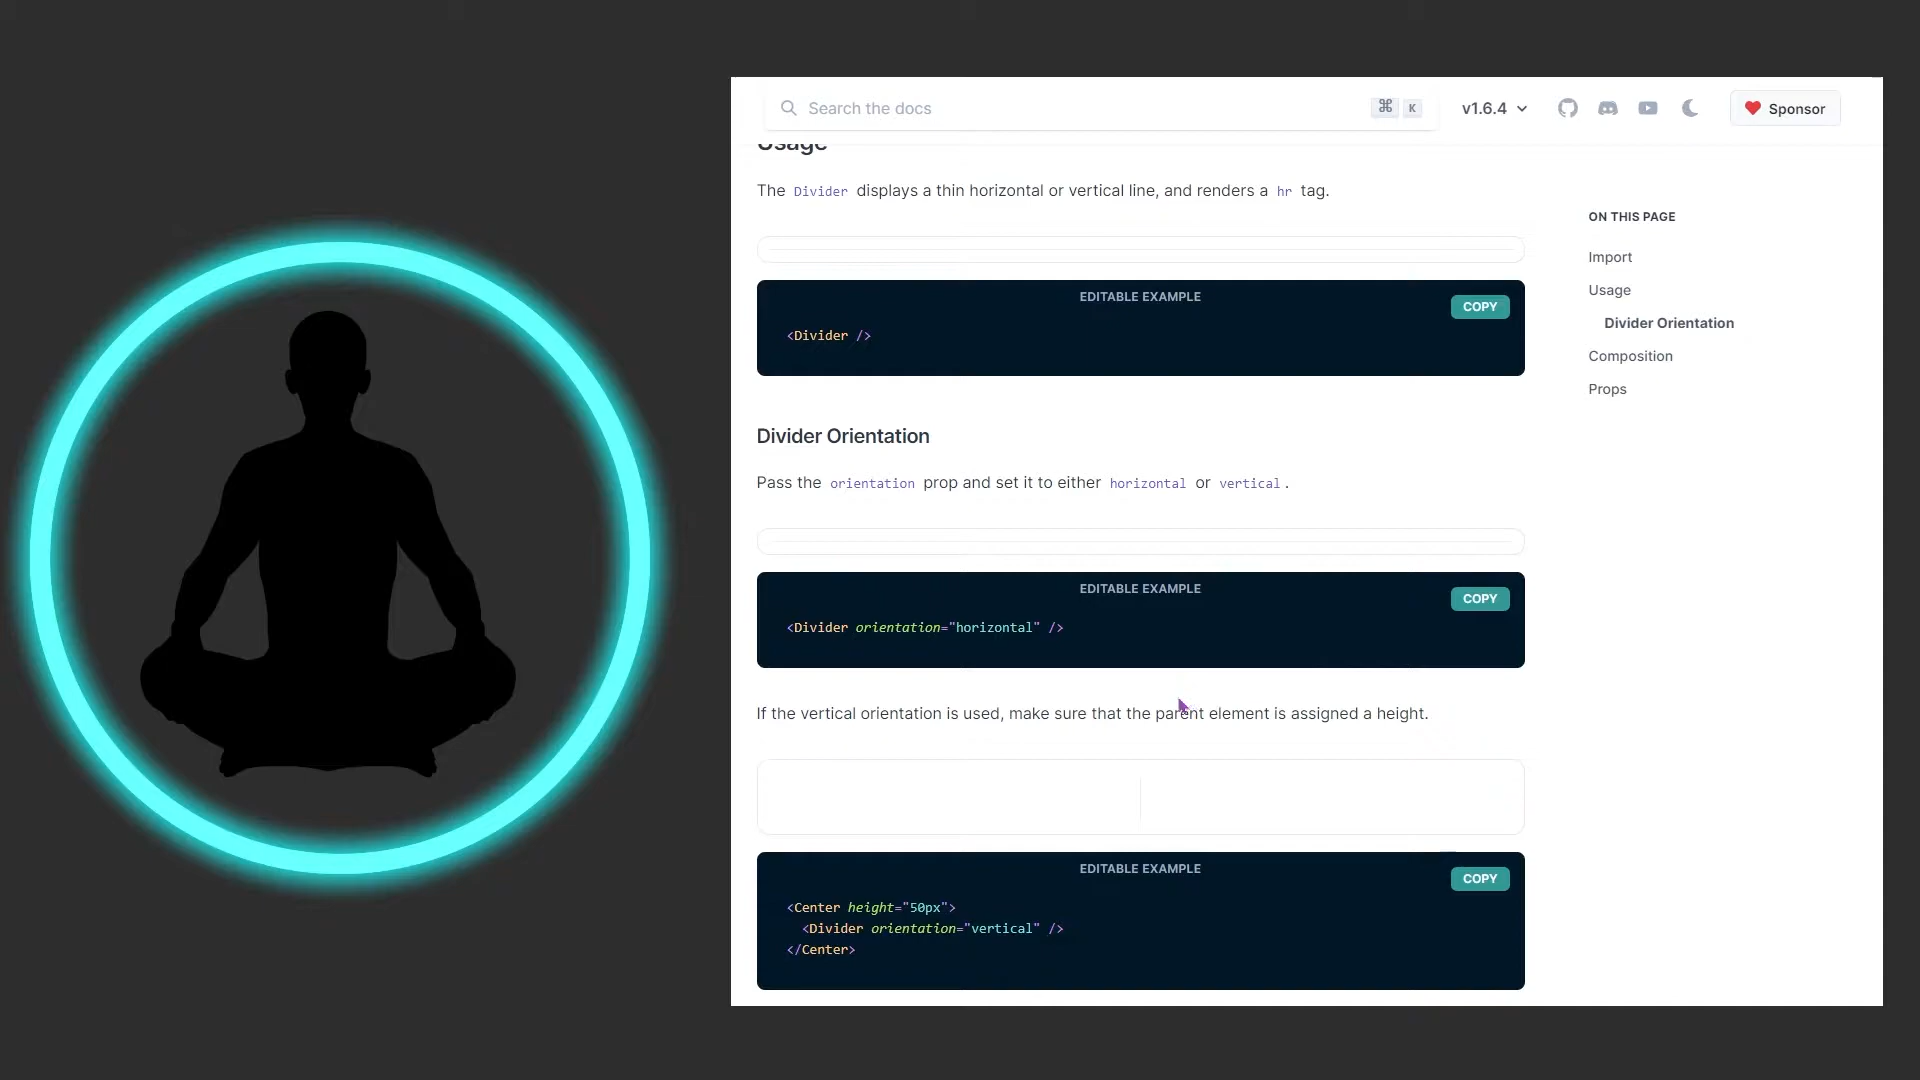 Search the docs
⌘ K
v1.6.4
Sponsor
Usage
The Divider displays a thin horizontal or vertical line, and renders a hr tag.
EDITABLE EXAMPLE
COPY
<Divider />
Divider Orientation
Pass the orientation prop and set it to either horizontal or vertical.
EDITABLE EXAMPLE
COPY
<Divider orientation="horizontal" />
If the vertical orientation is used, make sure that the parent element is assigned a height.
EDITABLE EXAMPLE
COPY
<Center height="50px">
  <Divider orientation="vertical" />
</Center>
ON THIS PAGE
Import
Usage
Divider Orientation
Composition
Props